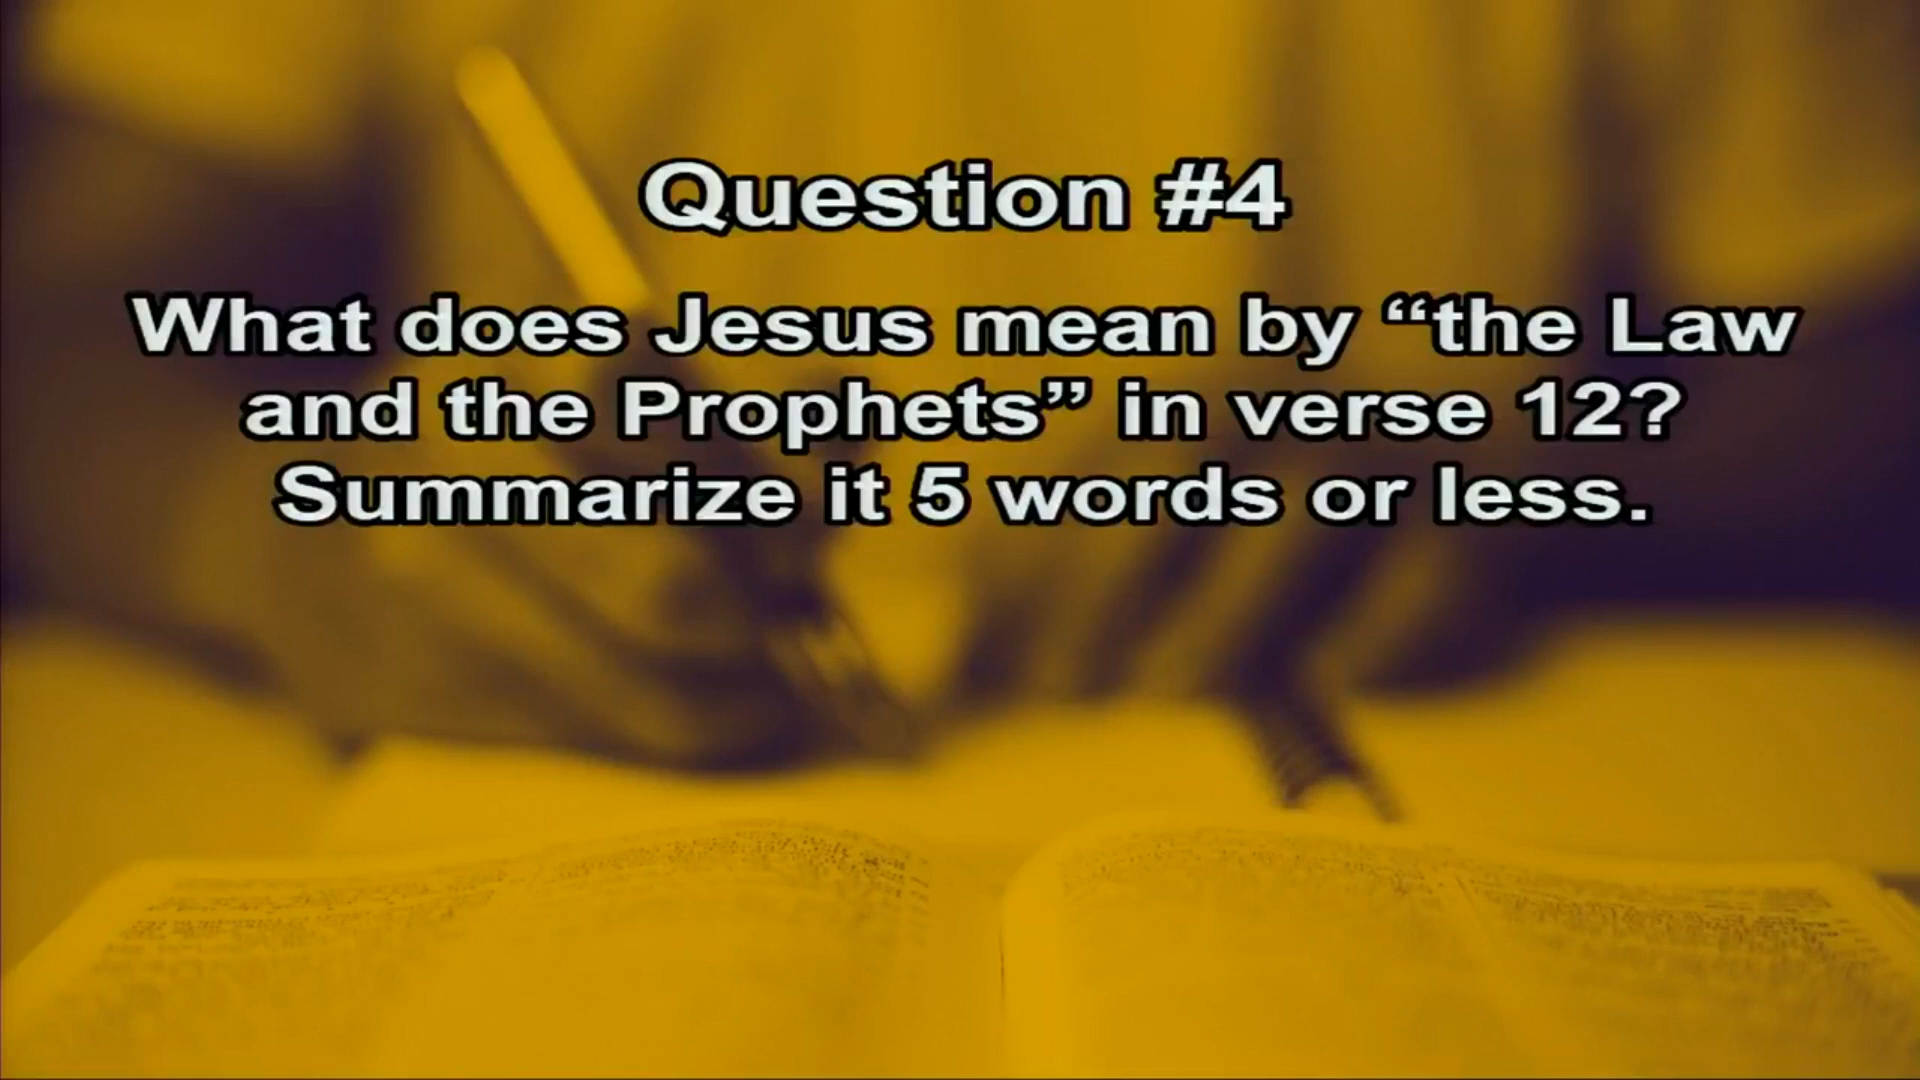 Question #4
What does Jesus mean by “the Law
and the Prophets” in verse 12?
Summarize it 5 words or less.